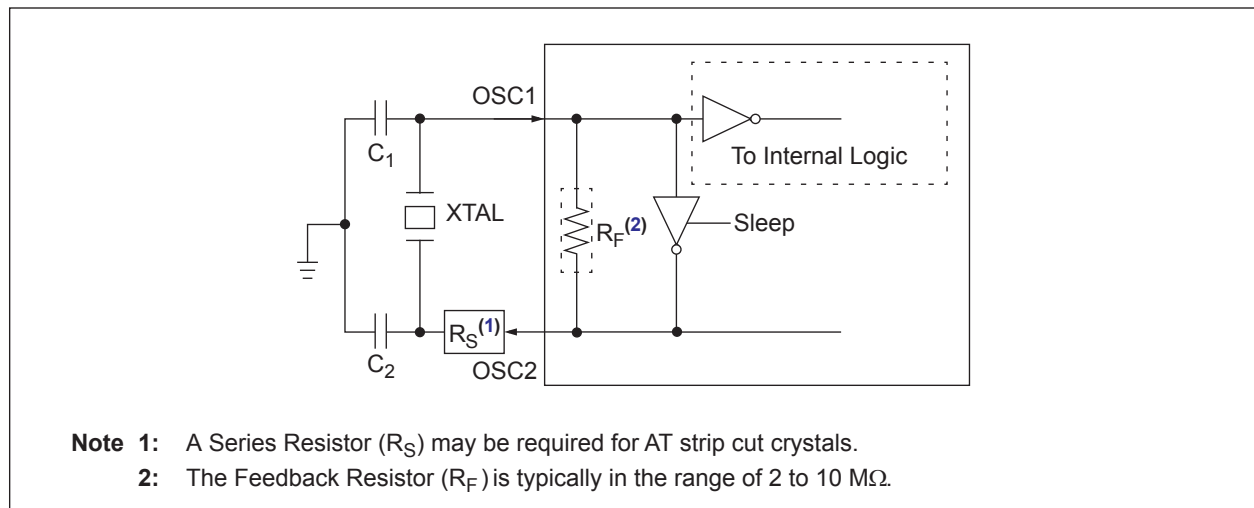 OSC1
C1
To Internal Logic
XTAL
RF(2)
Sleep
RS(1)
C2
OSC2
Note 1: A Series Resistor (RS) may be required for AT strip cut crystals.
2: The Feedback Resistor (RF) is typically in the range of 2 to 10 MΩ.